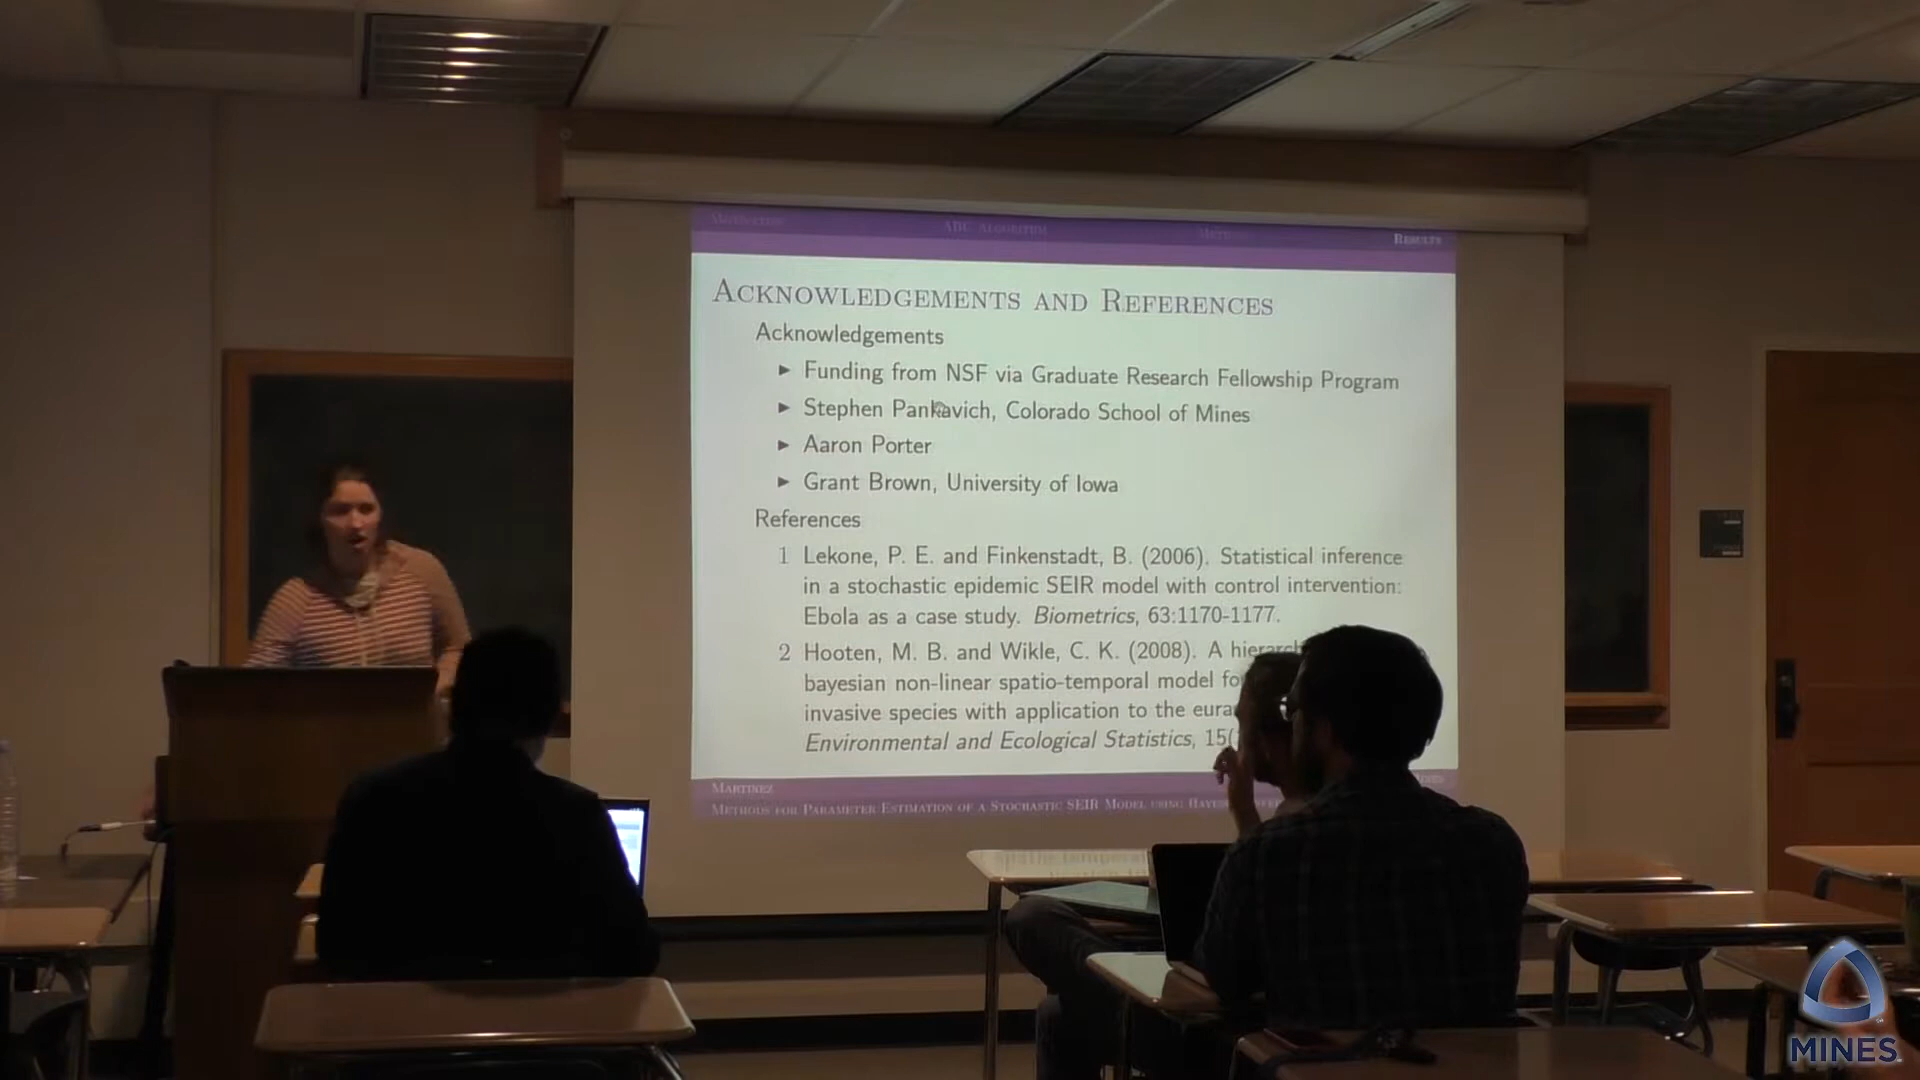 ABC Algorithm
Results
Acknowledgements and References
Acknowledgements
► Funding from NSF via Graduate Research Fellowship Program
► Stephen Pankavich, Colorado School of Mines
► Aaron Porter
► Grant Brown, University of Iowa
References
1 Lekone, P. E. and Finkenstadt, B. (2006). Statistical inference
in a stochastic epidemic SEIR model with control intervention:
Ebola as a case study. Biometrics, 63:1170-1177.
2 Hooten, M. B. and Wikle, C. K. (2008). A
bayesian non-linear spatio-temporal model
invasive species with application to the
Environmental and Ecological Statistics, 15(
Martinez
Methods for Parameter Estimation of a Stochastic SEIR Model using
MINES